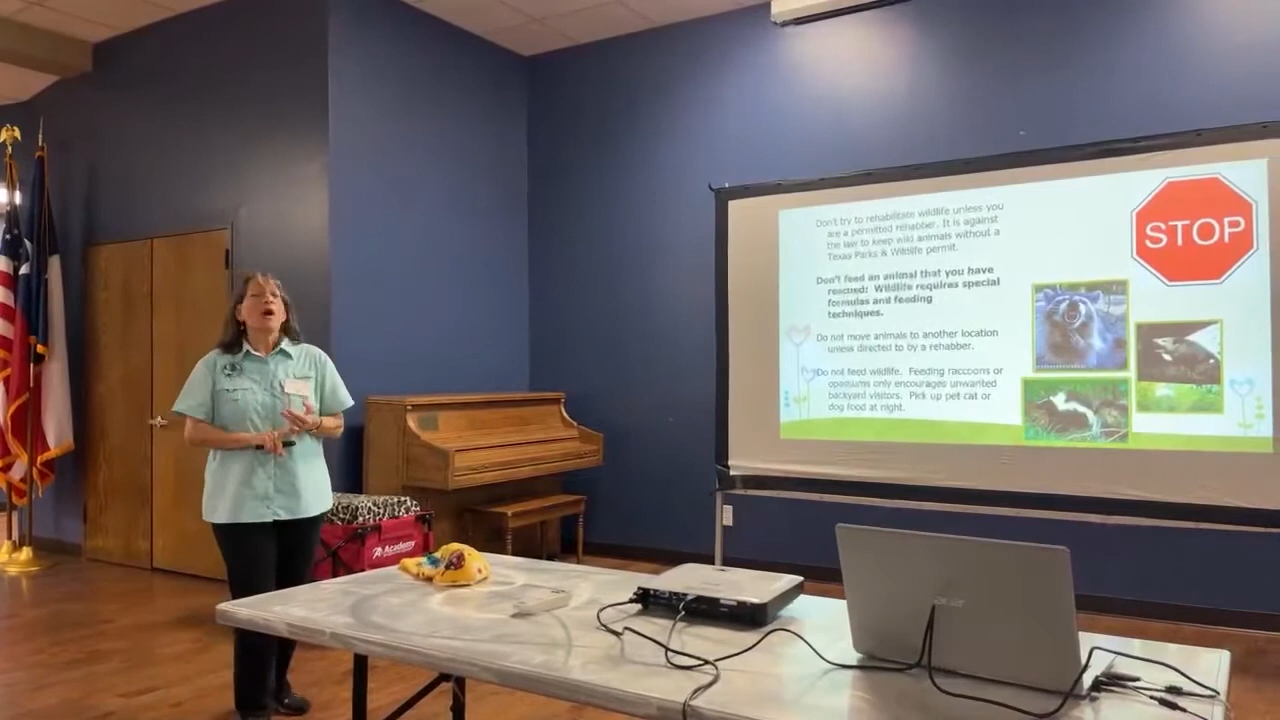 Don't try to rehabilitate wildlife unless you
are a permitted rehabber. It is against
the law to keep wild animals without a
Texas Parks & Wildlife permit.
Don't feed an animal that you have
rescued! Wildlife requires special
formulas and feeding
techniques.
Do not move animals to another location
unless directed to by a rehabber.
Do not feed wildlife. Feeding raccoons or
opossums only encourages unwanted
backyard visitors. Pick up pet cat or
dog food at night.
STOP
Academy
acer